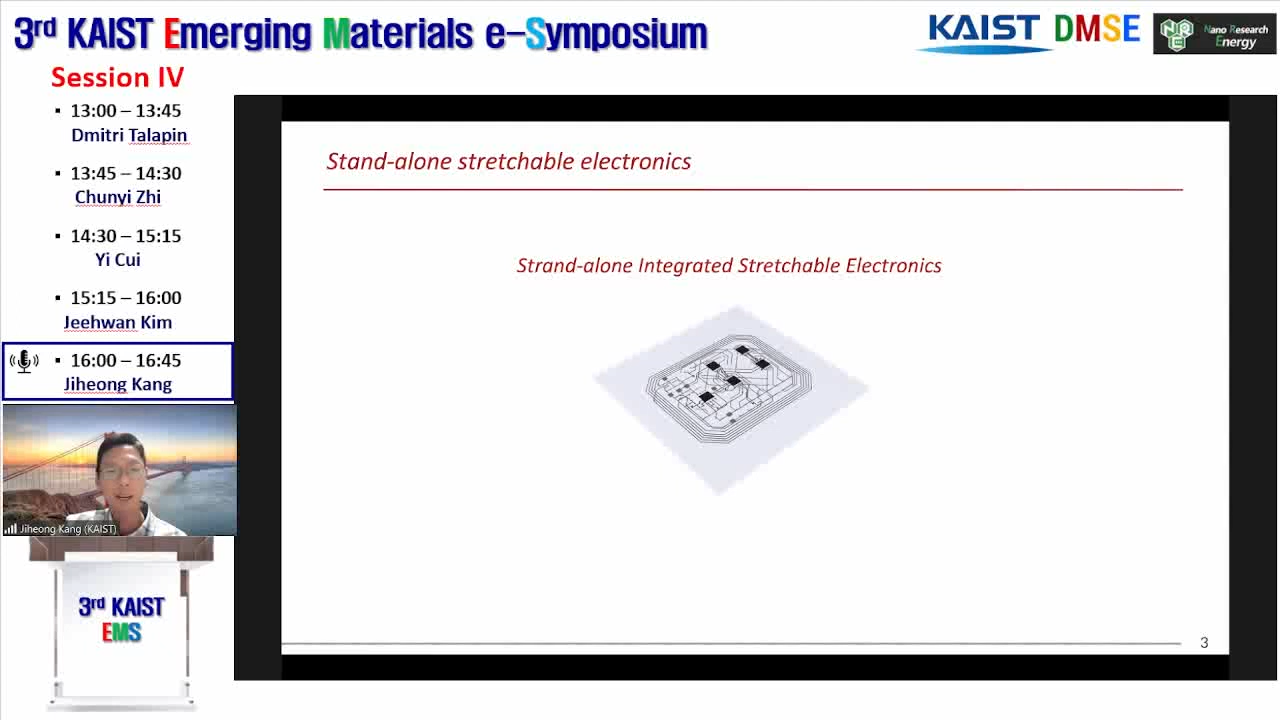 3rd KAIST Emerging Materials e-Symposium
KAIST DMSE
NRE
Nano Research
Energy
Session IV
▪ 13:00 – 13:45
Dmitri Talapin
▪ 13:45 – 14:30
Chunyi Zhi
▪ 14:30 – 15:15
Yi Cui
▪ 15:15 – 16:00
Jeehwan Kim
▪ 16:00 – 16:45
Jiheong Kang
Jiheong Kang (KAIST)
3rd KAIST
EMS
Stand-alone stretchable electronics
Strand-alone Integrated Stretchable Electronics
3